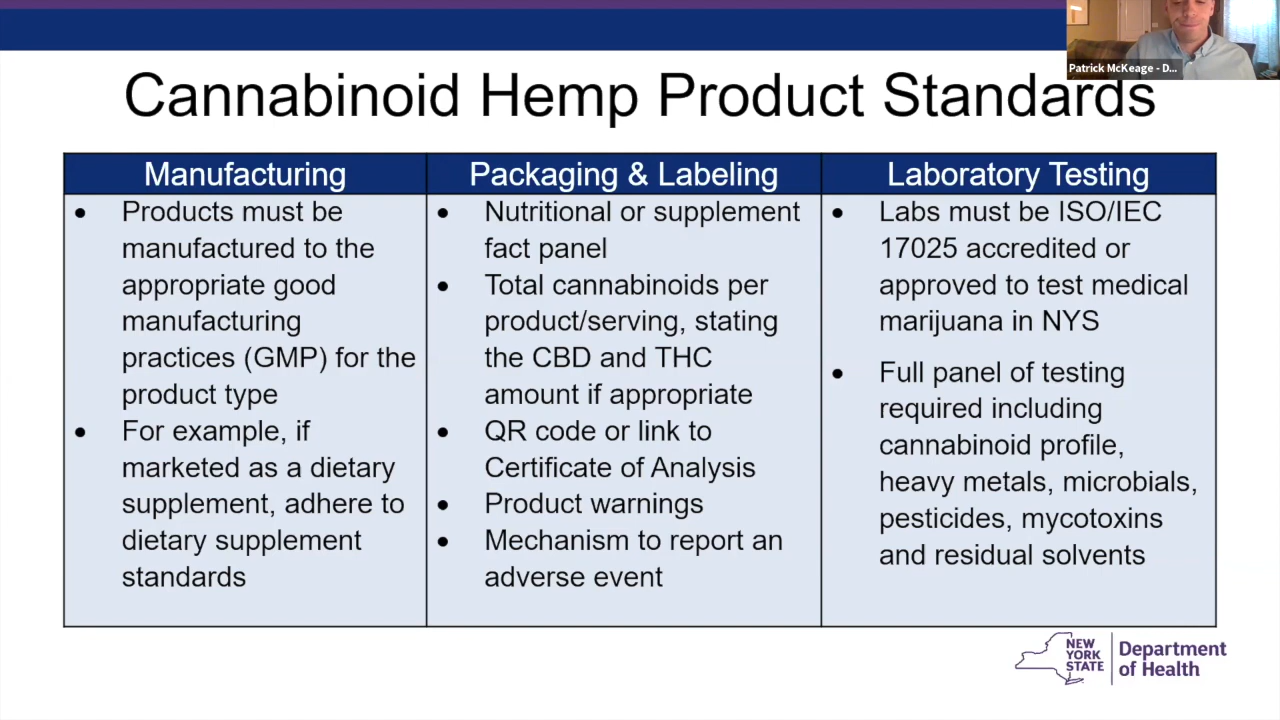 Patrick McKeage - D...
Cannabinoid Hemp Product Standards
Manufacturing
• Products must be
manufactured to the
appropriate good
manufacturing
practices (GMP) for the
product type
• For example, if
marketed as a dietary
supplement, adhere to
dietary supplement
standards
Packaging & Labeling
• Nutritional or supplement
fact panel
• Total cannabinoids per
product/serving, stating
the CBD and THC
amount if appropriate
• QR code or link to
Certificate of Analysis
• Product warnings
• Mechanism to report an
adverse event
Laboratory Testing
• Labs must be ISO/IEC
17025 accredited or
approved to test medical
marijuana in NYS
• Full panel of testing
required including
cannabinoid profile,
heavy metals, microbials,
pesticides, mycotoxins
and residual solvents
NEW
YORK
STATE
Department
of Health